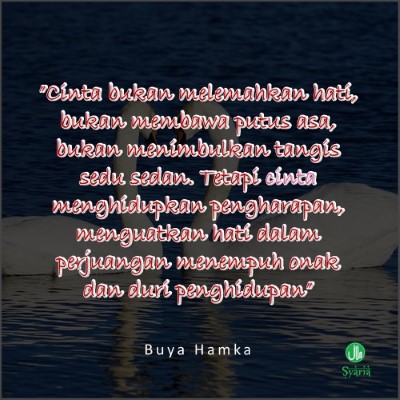 "Cinta bukan melemahkan hati,
bukan membawa putus asa,
bukan menimbulkan tangis
sedu sedan. Tetapi cinta
menghidupkan pengharapan,
menguatkan hati dalam
perjuangan menempuh onak
dan duri penghidupan"
Buya Hamka
Syaria